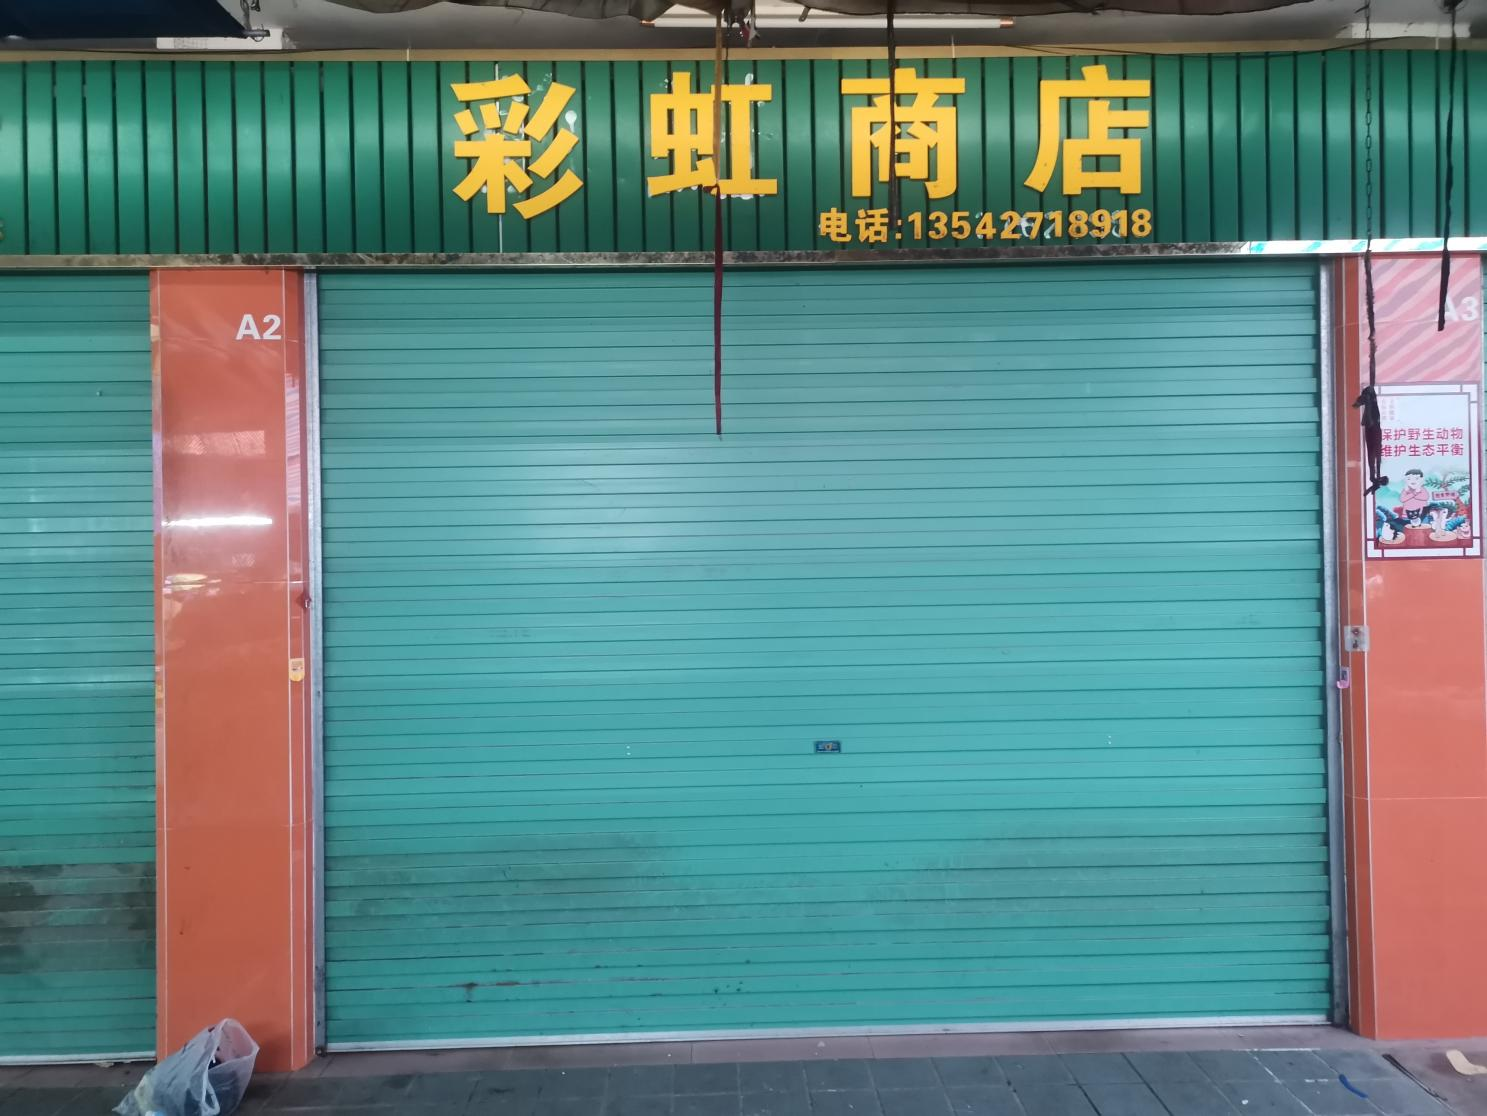 彩虹商店
电话:13542718918
A2
A3
保护野生动物
维护生态平衡